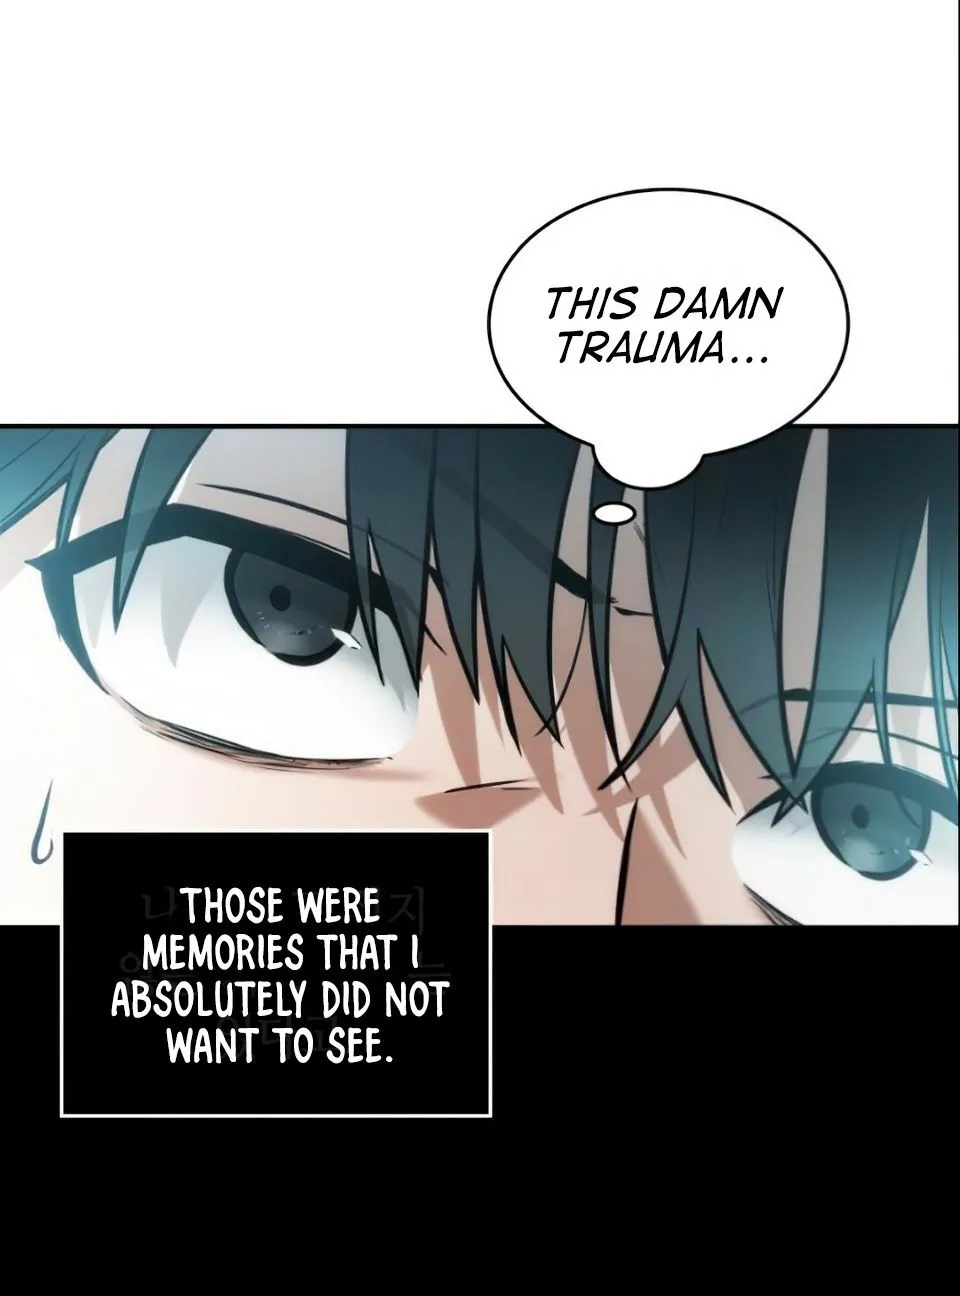 THIS DAMN
TRAUMA...
THOSE WERE
MEMORIES THAT I
ABSOLUTELY DID NOT
WANT TO SEE.